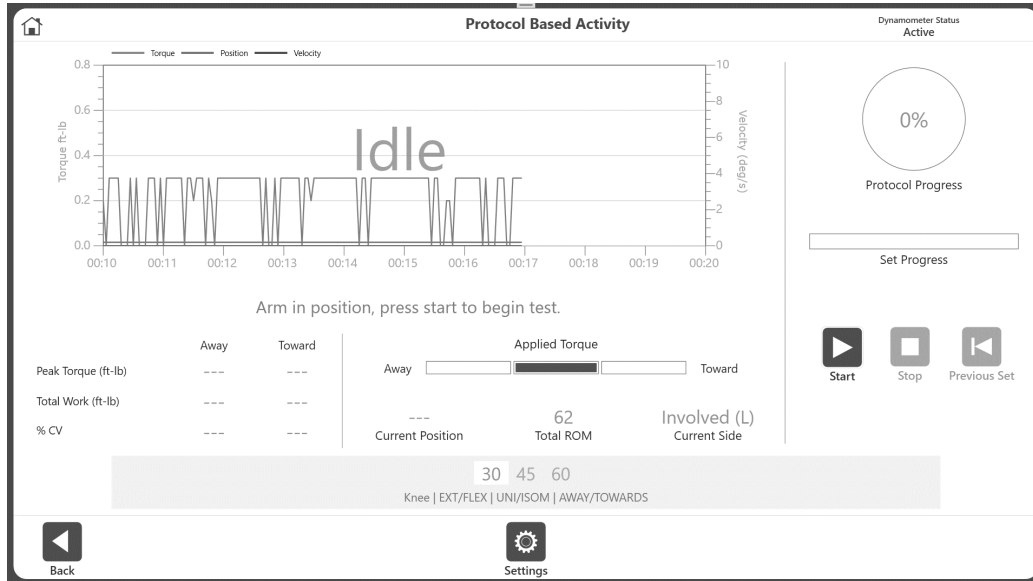 Protocol Based Activity
Dynamometer Status
Active
Torque Position Velocity
0.8
0.6
0.4
0.2
0.0
Torque ft-lb
10
8
6
4
2
0
Velocity (deg/s)
Idle
00:10 00:11 00:12 00:13 00:14 00:15 00:16 00:17 00:18 00:19 00:20
0%
Protocol Progress
Set Progress
Arm in position, press start to begin test.
Away Toward
Peak Torque (ft-lb) --- ---
Total Work (ft-lb) --- ---
% CV --- ---
Applied Torque
Away Toward
--- 62 Involved (L)
Current Position Total ROM Current Side
Start Stop Previous Set
30 45 60
Knee | EXT/FLEX | UNI/ISOM | AWAY/TOWARDS
Back Settings